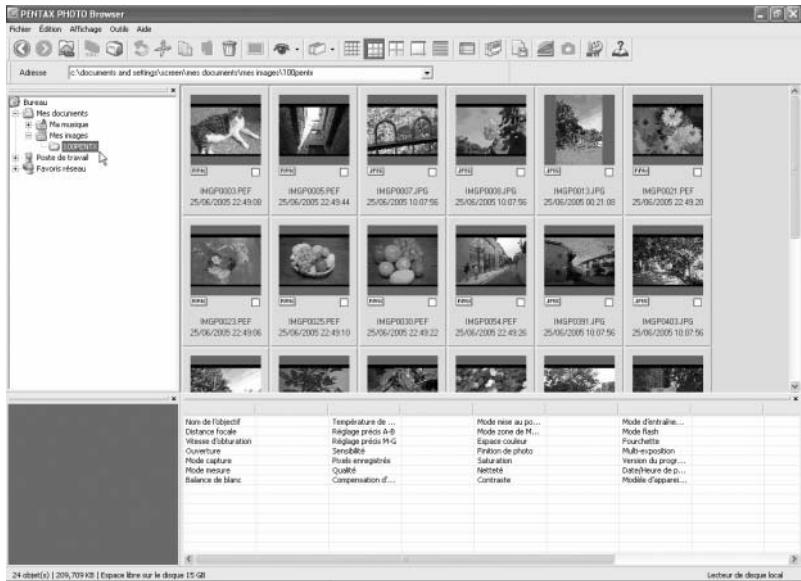 PENTAX PHOTO Browser
Fichier Édition Affichage Outils Aide
Adresse c:\documents and settings\screen\mes documents\mes images\100pentx
Bureau
Mes documents
Ma musique
Mes images
100PENTX
Poste de travail
Favoris réseau
IMGP0003.PEF IMGP0005.PEF IMGP0007.JPG IMGP0008.JPG IMGP0013.JPG IMGP0021.PEF
25/06/2005 22:49:08 25/06/2005 22:49:44 25/06/2005 10:07:56 25/06/2005 10:07:56 25/06/2005 00:21:08 25/06/2005 22:49:20
IMGP0023.PEF IMGP0025.PEF IMGP0030.PEF IMGP0054.PEF IMGP0391.JPG IMGP0403.JPG
25/06/2005 22:49:06 25/06/2005 22:49:10 25/06/2005 22:49:22 25/06/2005 22:49:26 25/06/2005 10:07:56 25/06/2005 10:07:56
Nom de l'objectif Température de ... Mode mise au po... Mode d'entraîne...
Distance focale Réglage précis A-B Mode zone de M... Mode flash
Vitesse d'obturation Réglage précis M-G Espace couleur Fourchette
Ouverture Sensibilité Finition de photo Multi-exposition
Mode capture Pixels enregistrés Saturation Version du progr...
Mode mesure Qualité Netteté Date/Heure de p...
Balance de blanc Compensation d'... Contraste Modèle d'apparei...
24 objet(s) | 209,709 KB | Espace libre sur le disque 15 GB Lecteur de disque local